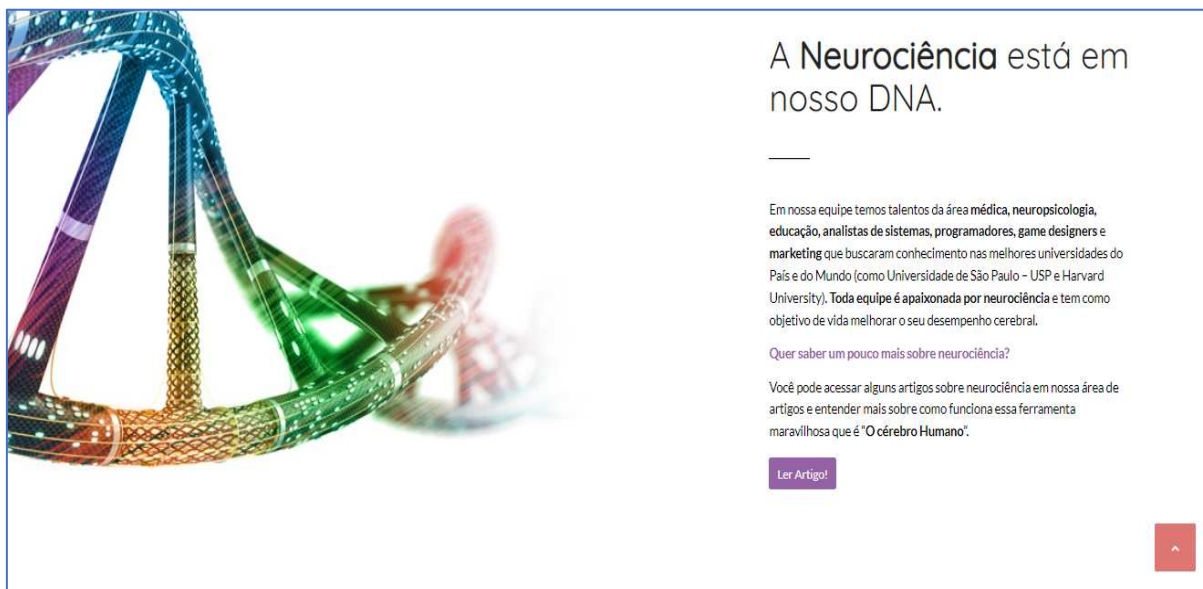 A Neurociência está em
nosso DNA.
Em nossa equipe temos talentos da área médica, neuropsicologia,
educação, analistas de sistemas, programadores, game designers e
marketing que buscaram conhecimento nas melhores universidades do
País e do Mundo (como Universidade de São Paulo – USP e Harvard
University). Toda equipe é apaixonada por neurociência e tem como
objetivo de vida melhorar o seu desempenho cerebral.
Quer saber um pouco mais sobre neurociência?
Você pode acessar alguns artigos sobre neurociência em nossa área de
artigos e entender mais sobre como funciona essa ferramenta
maravilhosa que é "O cérebro Humano".
Ler Artigo!